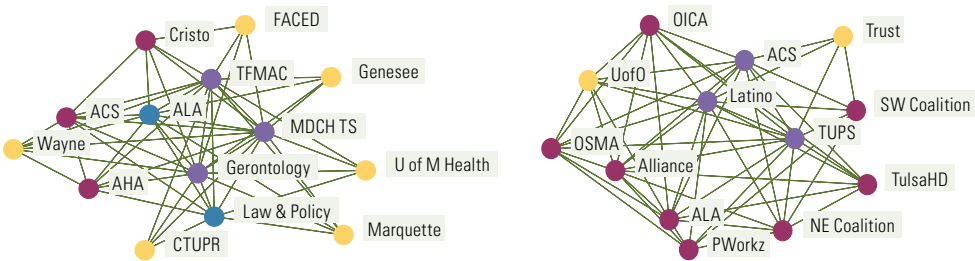 FACED
Cristo
TFMAC
Genesee
ACS
ALA
MDCH TS
Wayne
Gerontology
U of M Health
AHA
Law & Policy
Marquette
CTUPR
OICA
Trust
ACS
UofO
Latino
SW Coalition
TUPS
OSMA
Alliance
TulsaHD
ALA
NE Coalition
PWorkz